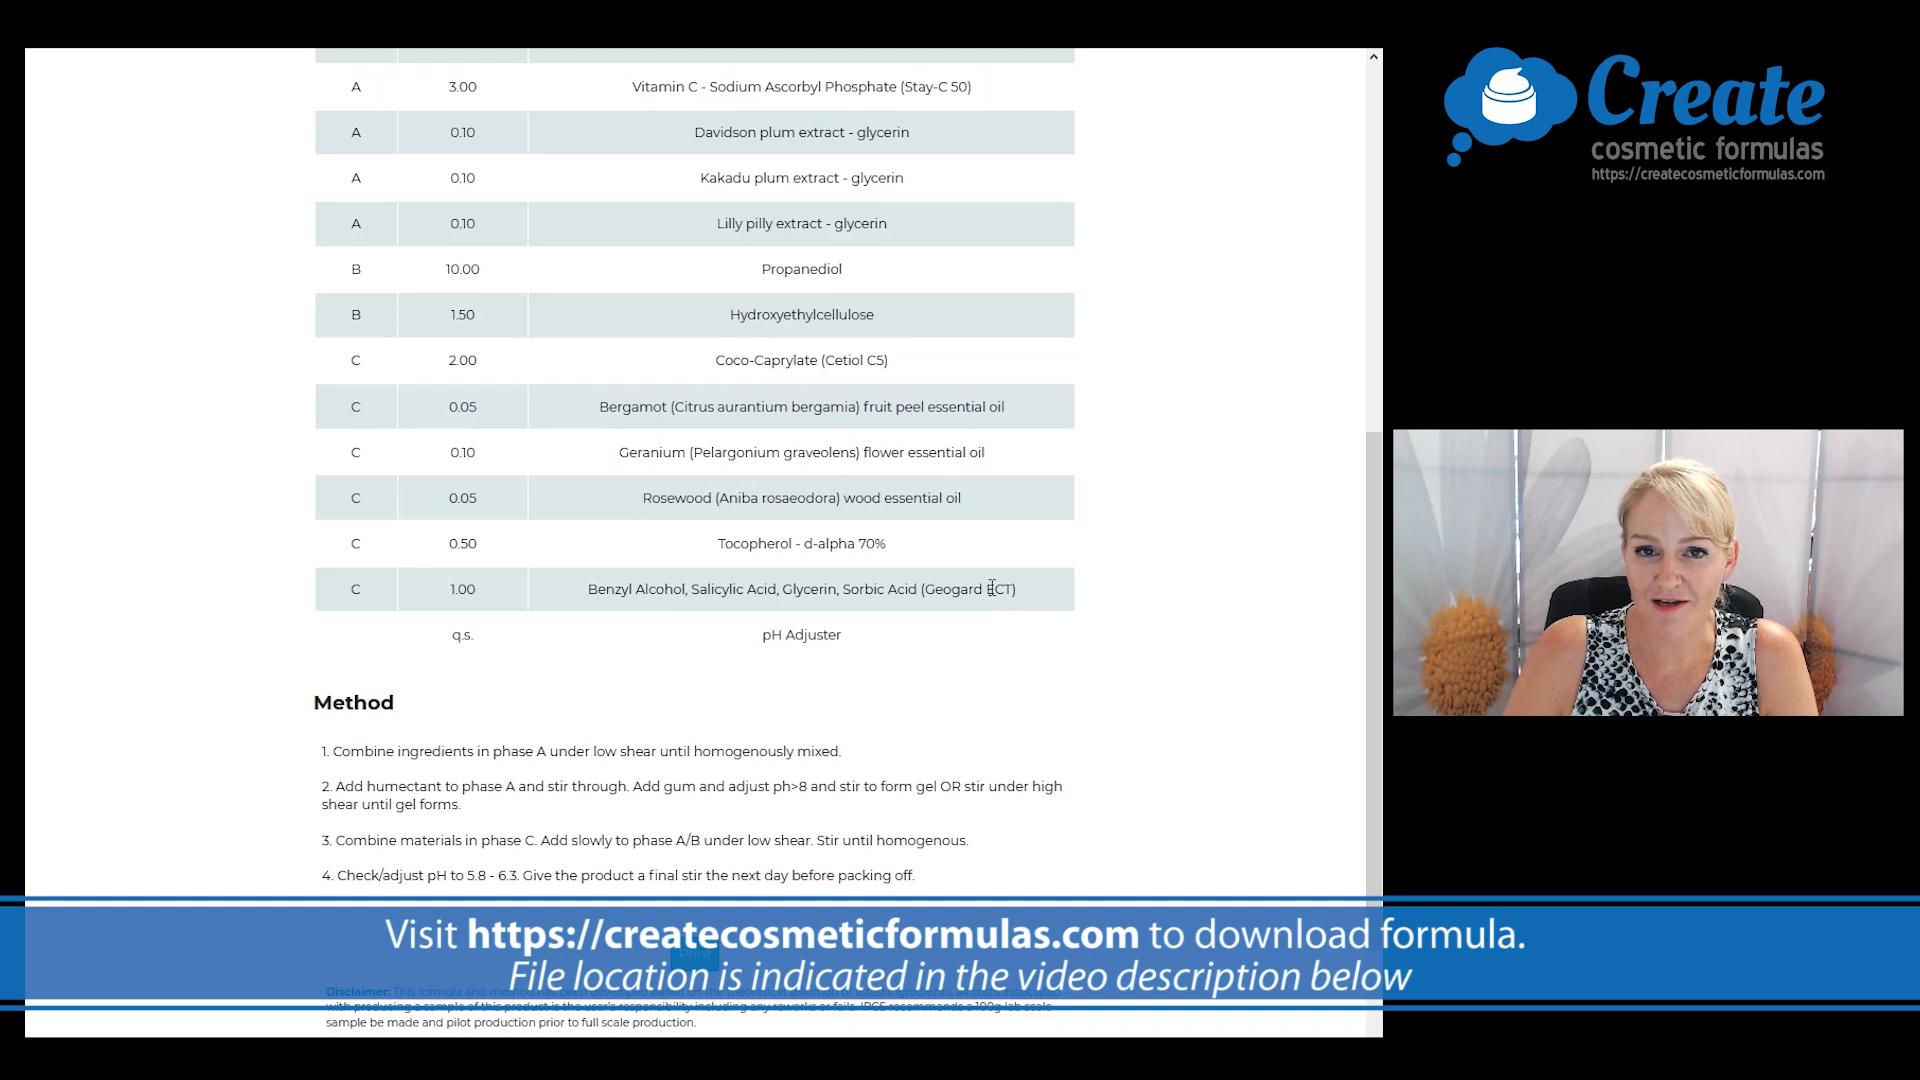 Create
cosmetic formulas
https://createcosmeticformulas.com
A 3.00 Vitamin C - Sodium Ascorbyl Phosphate (Stay-C 50)
A 0.10 Davidson plum extract - glycerin
A 0.10 Kakadu plum extract - glycerin
A 0.10 Lilly pilly extract - glycerin
B 10.00 Propanediol
B 1.50 Hydroxyethylcellulose
C 2.00 Coco-Caprylate (Cetiol C5)
C 0.05 Bergamot (Citrus aurantium bergamia) fruit peel essential oil
C 0.10 Geranium (Pelargonium graveolens) flower essential oil
C 0.05 Rosewood (Aniba rosaeodora) wood essential oil
C 0.50 Tocopherol - d-alpha 70%
C 1.00 Benzyl Alcohol, Salicylic Acid, Glycerin, Sorbic Acid (Geogard ECT)
q.s. pH Adjuster
Method
1. Combine ingredients in phase A under low shear until homogenously mixed.
2. Add humectant to phase A and stir through. Add gum and adjust ph>8 and stir to form gel OR stir under high
shear until gel forms.
3. Combine materials in phase C. Add slowly to phase A/B under low shear. Stir until homogenous.
4. Check/adjust pH to 5.8 - 6.3. Give the product a final stir the next day before packing off.
Visit https://createcosmeticformulas.com to download formula.
Print
File location is indicated in the video description below
Disclaimer: This formula and method
sample be made and pilot production prior to full scale production.